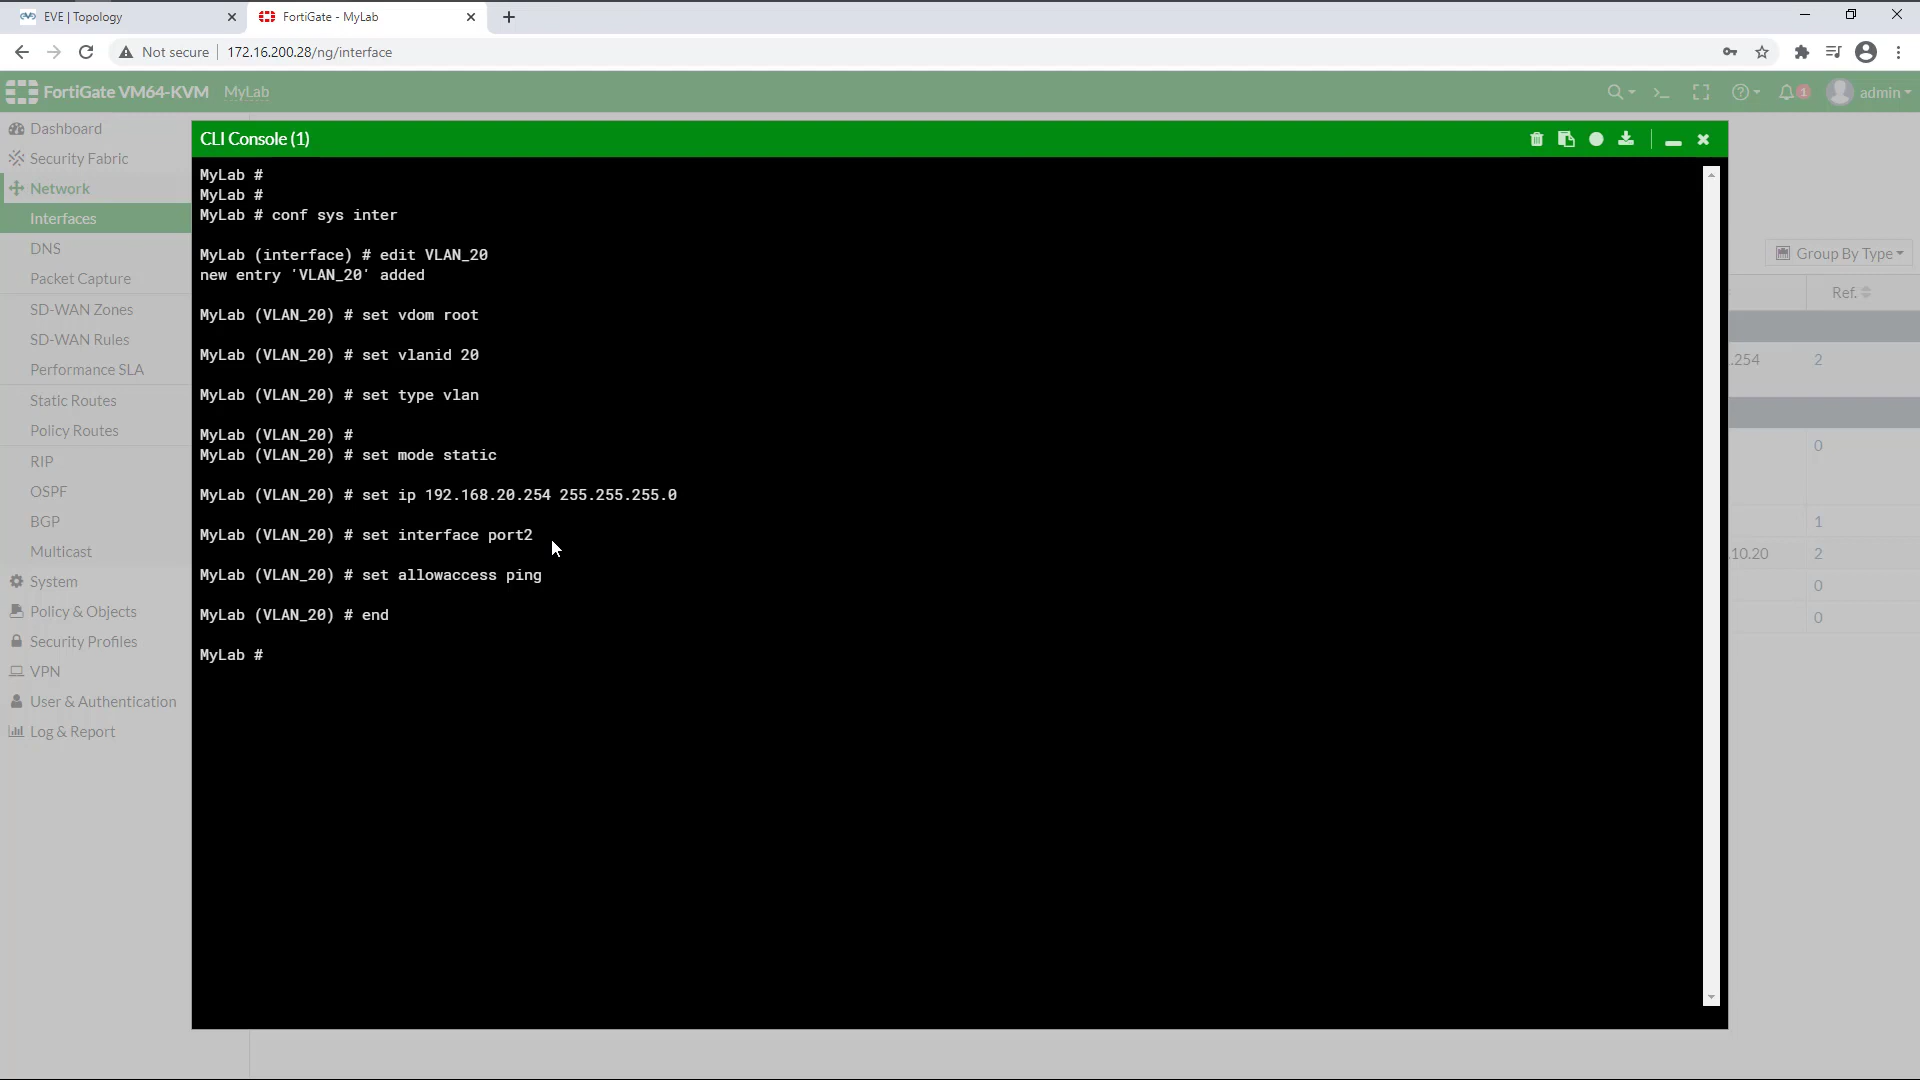 EVE | Topology
FortiGate - MyLab
Not secure
172.16.200.28/ng/interface
FortiGate VM64-KVM
MyLab
1
admin
Dashboard
Security Fabric
Network
Interfaces
DNS
Packet Capture
SD-WAN Zones
SD-WAN Rules
Performance SLA
Static Routes
Policy Routes
RIP
OSPF
BGP
Multicast
System
Policy & Objects
Security Profiles
VPN
User & Authentication
Log & Report
CLI Console (1)
MyLab #
MyLab #
MyLab # conf sys inter
MyLab (interface) # edit VLAN_20
new entry 'VLAN_20' added
MyLab (VLAN_20) # set vdom root
MyLab (VLAN_20) # set vlanid 20
MyLab (VLAN_20) # set type vlan
MyLab (VLAN_20) #
MyLab (VLAN_20) # set mode static
MyLab (VLAN_20) # set ip 192.168.20.254 255.255.255.0
MyLab (VLAN_20) # set interface port2
MyLab (VLAN_20) # set allowaccess ping
MyLab (VLAN_20) # end
MyLab #
Group By Type
Ref.
.254 2
0
1
.10.20 2
0
0